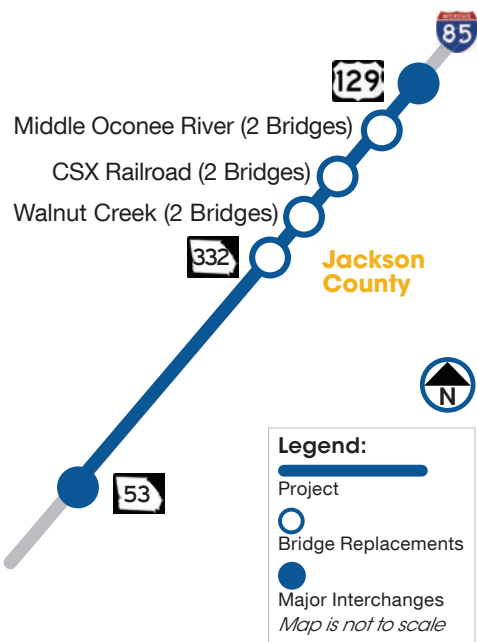 INTERSTATE
85
129
Middle Oconee River (2 Bridges)
CSX Railroad (2 Bridges)
Walnut Creek (2 Bridges)
332
Jackson
County
N
53
Legend:
Project
Bridge Replacements
Major Interchanges
Map is not to scale